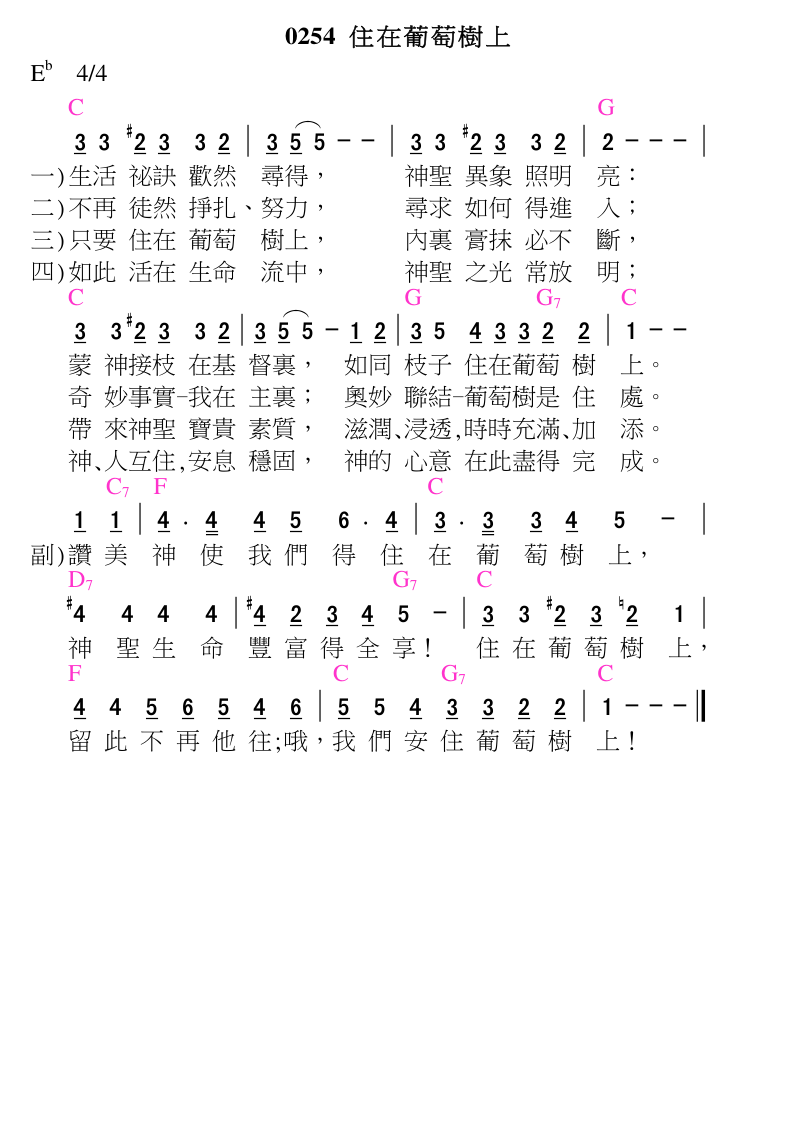 0254 住在葡萄樹上
E♭ 4/4
C G
3 3 #2 3 3 2 | 3 5 5 － － | 3 3 #2 3 3 2 | 2 － － － |
一)生活 祕訣 歡然 尋得， 神聖 異象 照明 亮：
二)不再 徒然 掙扎、努力， 尋求 如何 得進 入；
三)只要 住在 葡萄 樹上， 內裏 膏抹 必不 斷，
四)如此 活在 生命 流中， 神聖 之光 常放 明；
C G G7 C
3 3 #2 3 3 2 | 3 5 5 － 1 2 | 3 5 4 3 3 2 2 | 1 － －
蒙 神接枝 在基 督裏， 如同 枝子 住在葡萄 樹 上。
奇 妙事實-我在 主裏； 奧妙 聯結-葡萄樹是 住 處。
帶 來神聖 寶貴 素質， 滋潤、浸透,時時充滿、加 添。
神、人互住,安息 穩固， 神的 心意 在此盡得 完 成。
C7 F C
1 1 | 4 . 4 4 5 6 . 4 | 3 . 3 3 4 5 － |
副)讚 美 神 使 我 們 得 住 在 葡 萄 樹 上，
D7 G7 C
#4 4 4 4 | #4 2 3 4 5 － | 3 3 #2 3 ♮2 1 |
神 聖 生 命 豐 富 得 全 享！ 住 在 葡 萄 樹 上，
F C G7 C
4 4 5 6 5 4 6 | 5 5 4 3 3 2 2 | 1 － － － ‖
留 此 不 再 他 往;哦，我 們 安 住 葡 萄 樹 上！